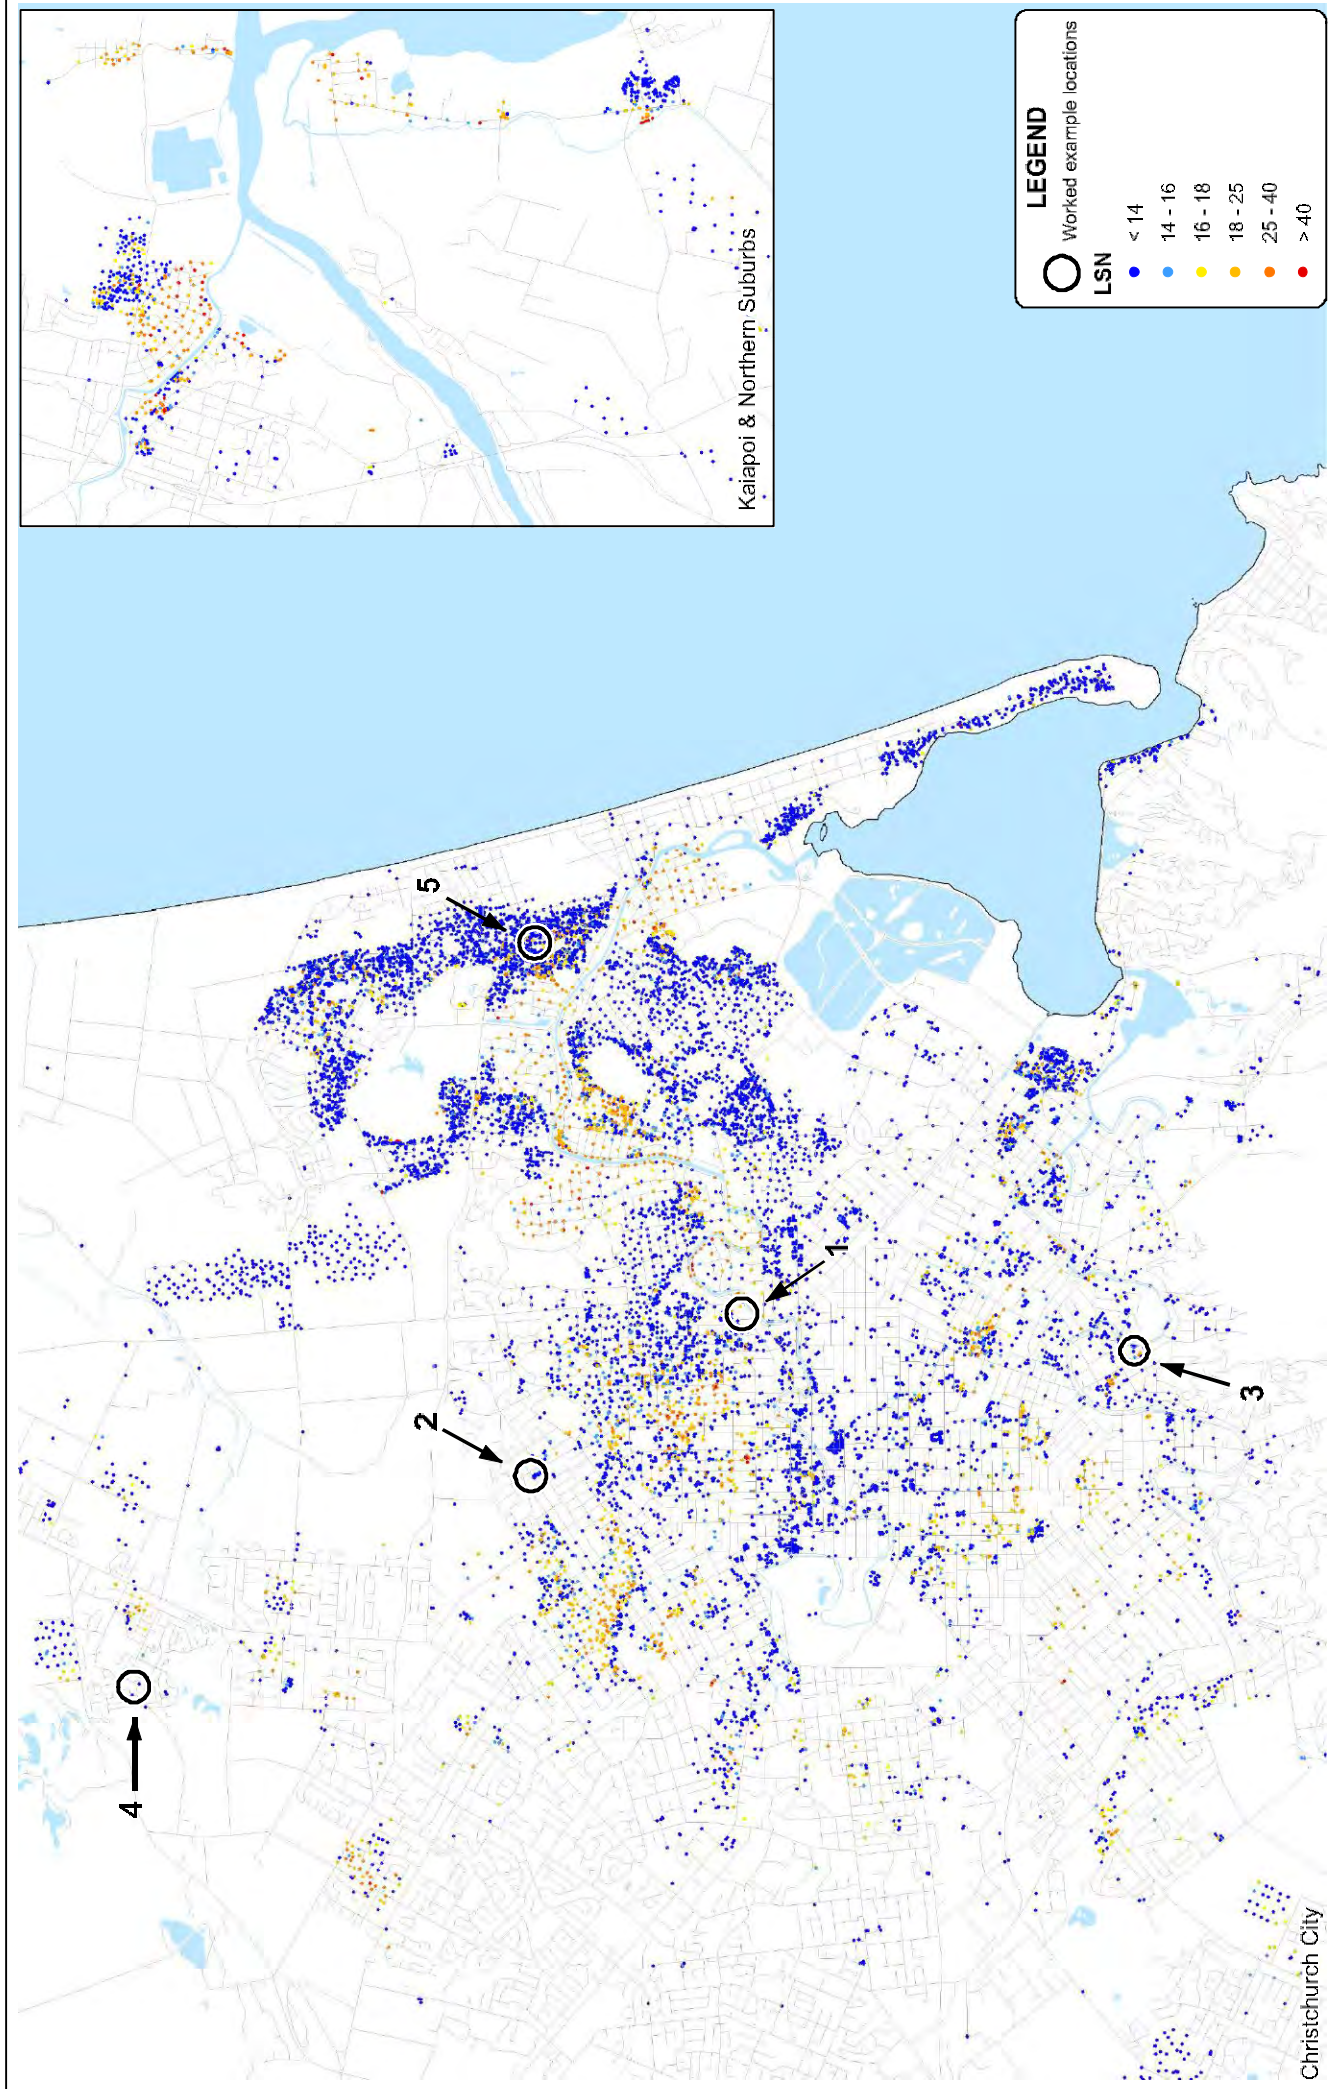 Kaiapoi & Northern Suburbs
5
2
4
1
3
Christchurch City
LEGEND
Worked example locations
LSN
< 14
14 - 16
16 - 18
18 - 25
25 - 40
> 40